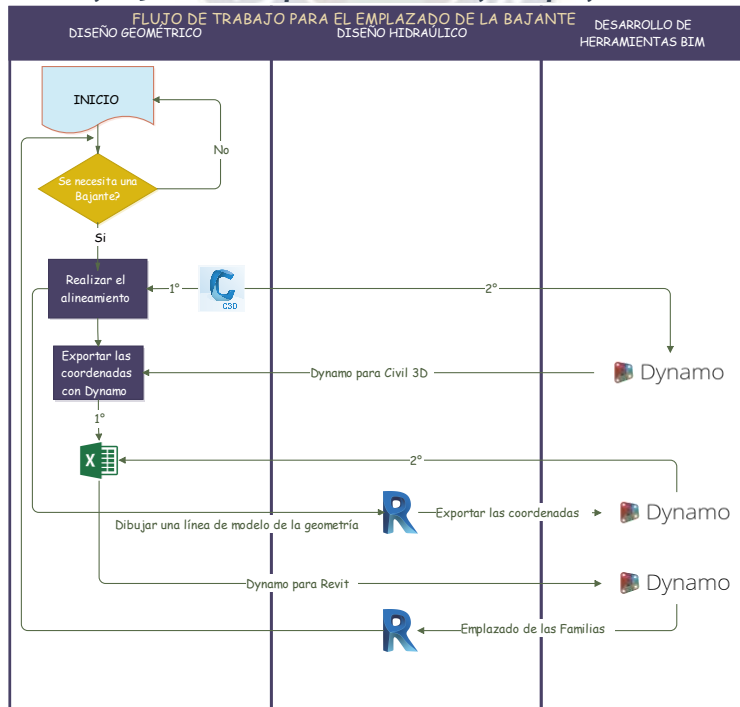 FLUJO DE TRABAJO PARA EL EMPLAZADO DE LA BAJANTE
DISEÑO GEOMÉTRICO
DISEÑO HIDRAÚLICO
DESARROLLO DE
HERRAMIENTAS BIM
INICIO
No
Se necesita una
Bajante?
Si
Realizar el
alineamiento
1°
C3D
2°
Exportar las
coordenadas
con Dynamo
Dynamo para Civil 3D
Dynamo
1°
X
2°
Dibujar una línea de modelo de la geometría
R
Exportar las coordenadas
Dynamo
Dynamo para Revit
Dynamo
R
Emplazado de las Familias